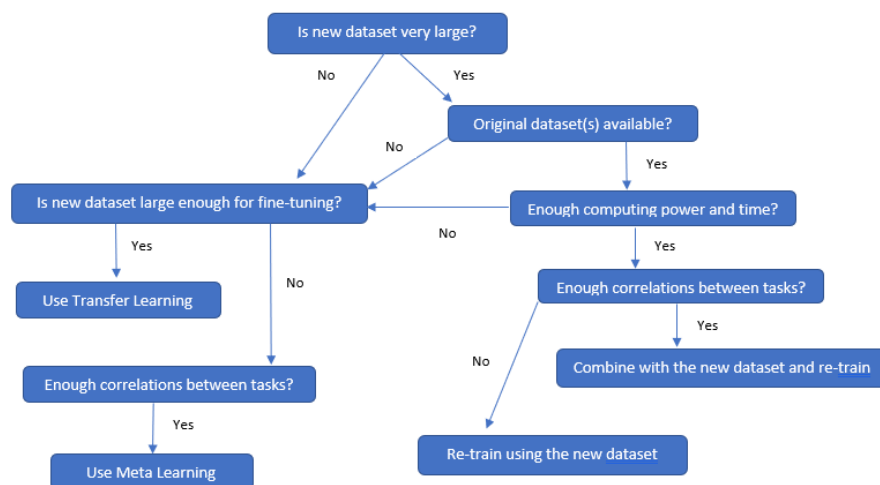 Is new dataset very large?
No
Yes
Original dataset(s) available?
No
Yes
Is new dataset large enough for fine-tuning?
Enough computing power and time?
No
Yes
Yes
No
Use Transfer Learning
Enough correlations between tasks?
Yes
No
Combine with the new dataset and re-train
Enough correlations between tasks?
Yes
Re-train using the new dataset
Use Meta Learning